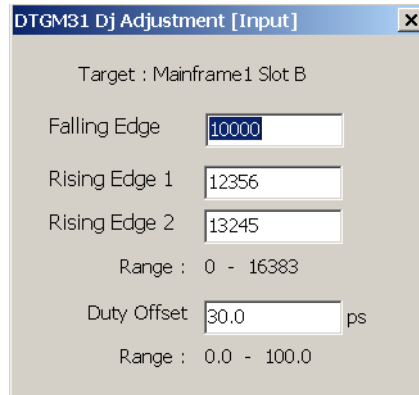 DTGM31 Dj Adjustment [Input]
Target : Mainframe1 Slot B
Falling Edge 10000
Rising Edge 1 12356
Rising Edge 2 13245
Range : 0 - 16383
Duty Offset 30.0 ps
Range : 0.0 - 100.0